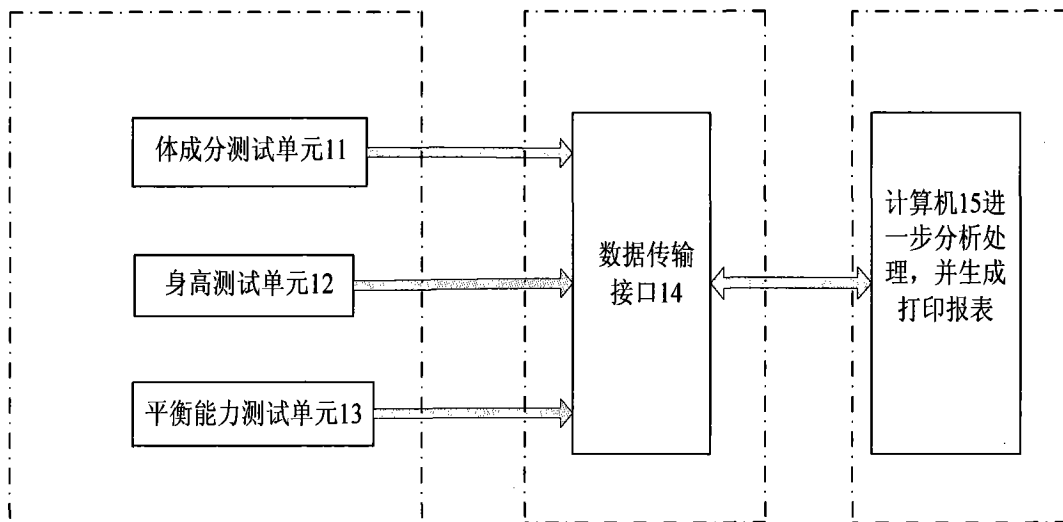 体成分测试单元11
身高测试单元12
平衡能力测试单元13
数据传输
接口14
计算机15进
一步分析处
理，并生成
打印报表